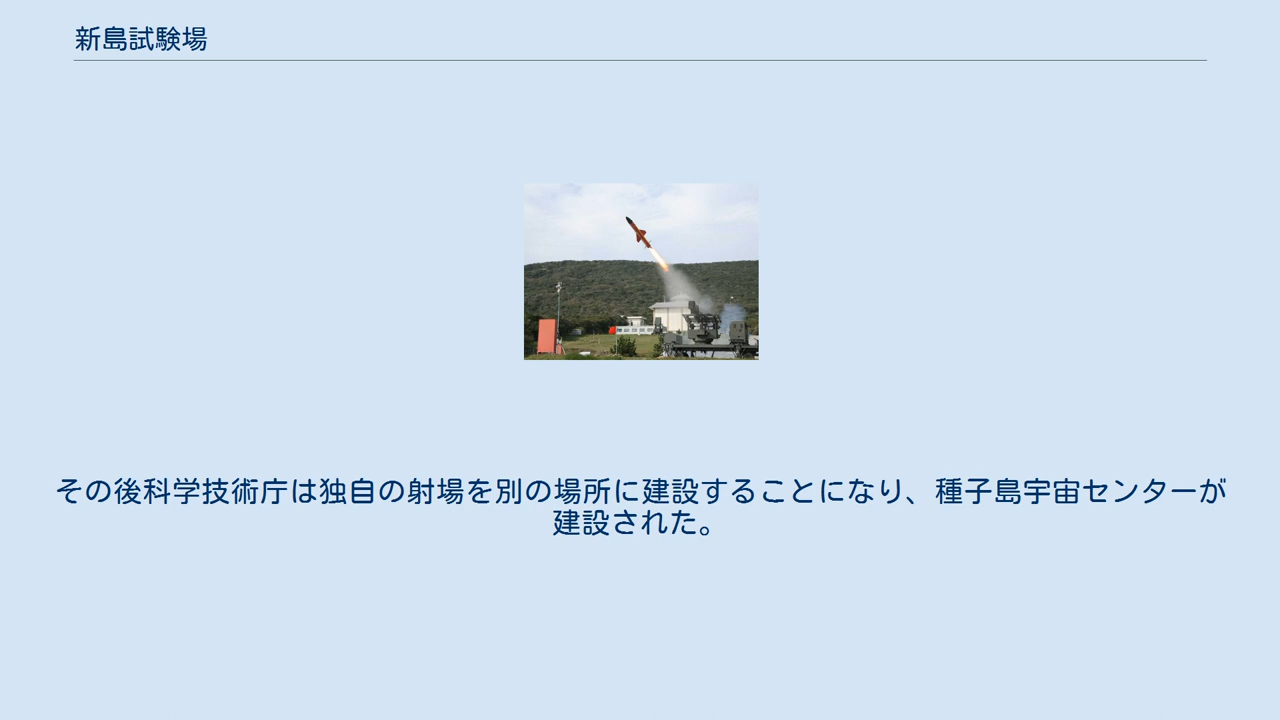 新島試験場
その後科学技術庁は独自の射場を別の場所に建設することになり、種子島宇宙センターが
建設された。